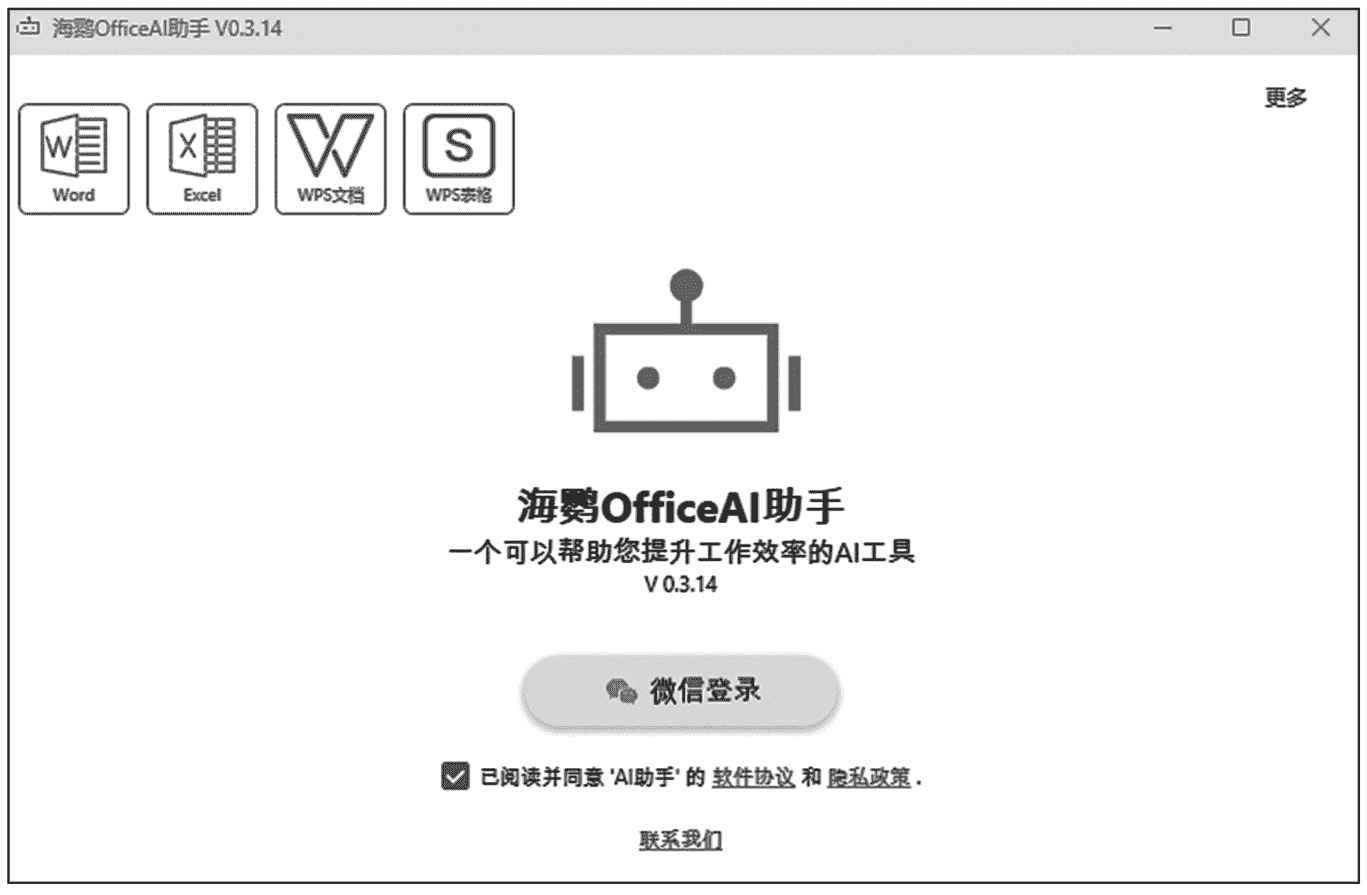 海鹦OfficeAI助手 V0.3.14
更多
Word Excel WPS文档 WPS表格
海鹦OfficeAI助手
一个可以帮助您提升工作效率的AI工具
V 0.3.14
微信登录
已阅读并同意 'AI助手' 的 软件协议 和 隐私政策 .
联系我们